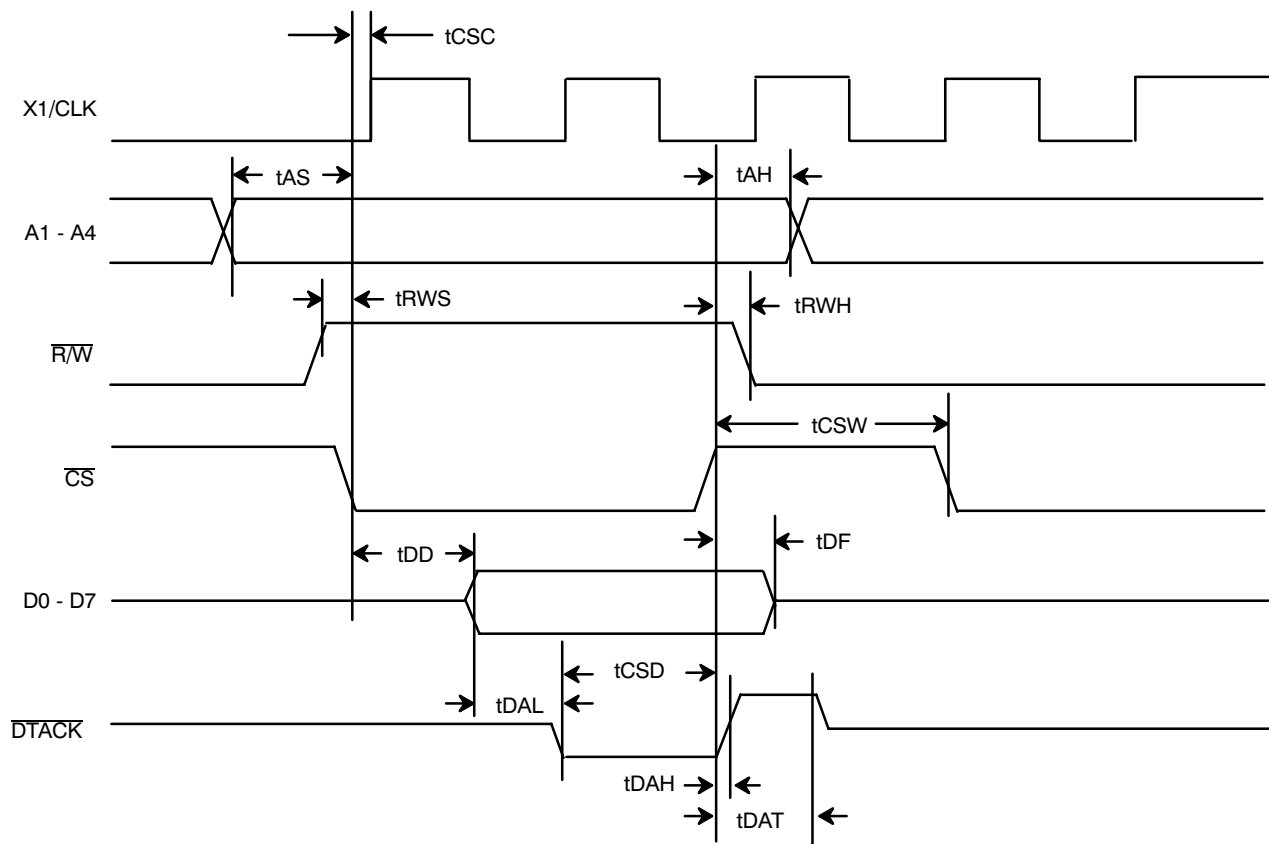 tCSC
X1/CLK
tAS
tAH
A1 - A4
tRWS
tRWH
R/W
tCSW
CS
tDD
tDF
D0 - D7
tCSD
tDAL
DTACK
tDAH
tDAT